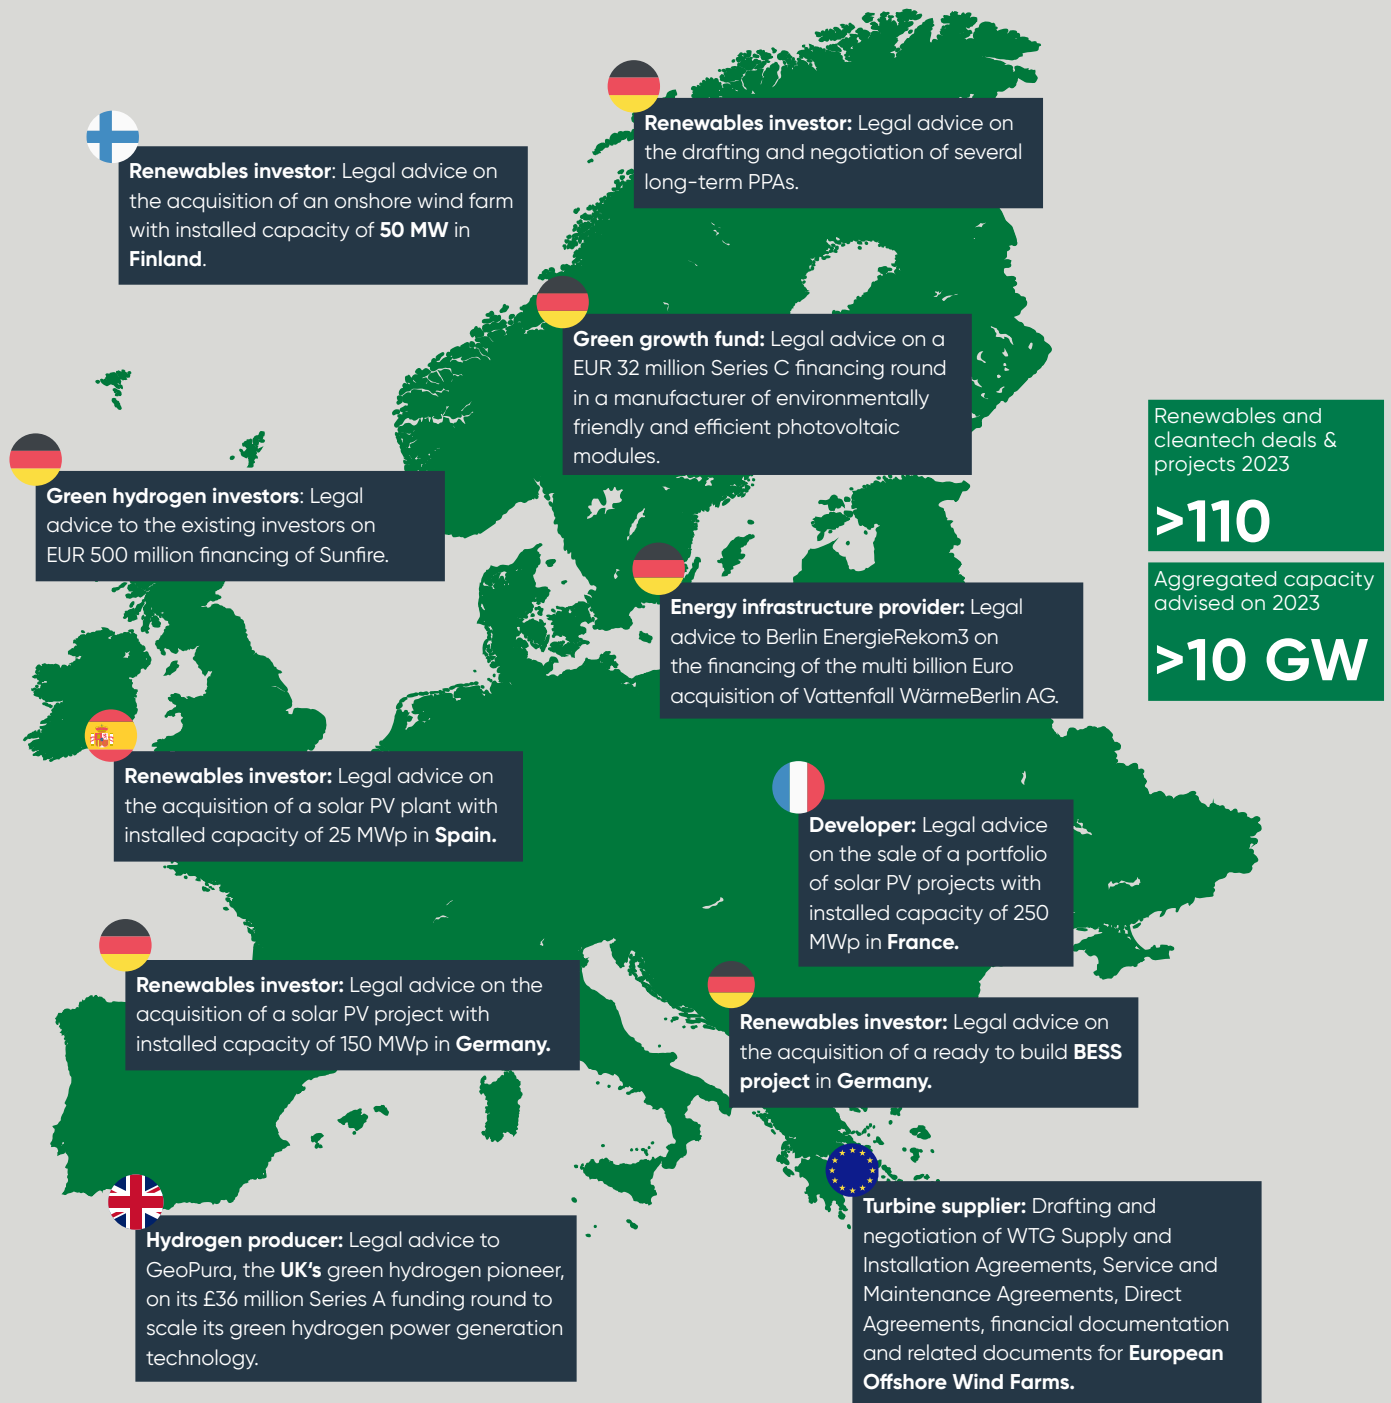 Renewables investor: Legal advice on
the drafting and negotiation of several
long-term PPAs.
Renewables investor: Legal advice on
the acquisition of an onshore wind farm
with installed capacity of 50 MW in
Finland.
Green growth fund: Legal advice on a
EUR 32 million Series C financing round
in a manufacturer of environmentally
friendly and efficient photovoltaic
modules.
Renewables and
cleantech deals &
projects 2023
>110
Green hydrogen investors: Legal
advice to the existing investors on
EUR 500 million financing of Sunfire.
Aggregated capacity
advised on 2023
>10 GW
Energy infrastructure provider: Legal
advice to Berlin EnergieRekom3 on
the financing of the multi billion Euro
acquisition of Vattenfall WärmeBerlin AG.
Renewables investor: Legal advice on
the acquisition of a solar PV plant with
installed capacity of 25 MWp in Spain.
Developer: Legal advice
on the sale of a portfolio
of solar PV projects with
installed capacity of 250
MWp in France.
Renewables investor: Legal advice on the
acquisition of a solar PV project with
installed capacity of 150 MWp in Germany.
Renewables investor: Legal advice on
the acquisition of a ready to build BESS
project in Germany.
Hydrogen producer: Legal advice to
GeoPura, the UK‘s green hydrogen pioneer,
on its £36 million Series A funding round to
scale its green hydrogen power generation
technology.
Turbine supplier: Drafting and
negotiation of WTG Supply and
Installation Agreements, Service and
Maintenance Agreements, Direct
Agreements, financial documentation
and related documents for European
Offshore Wind Farms.